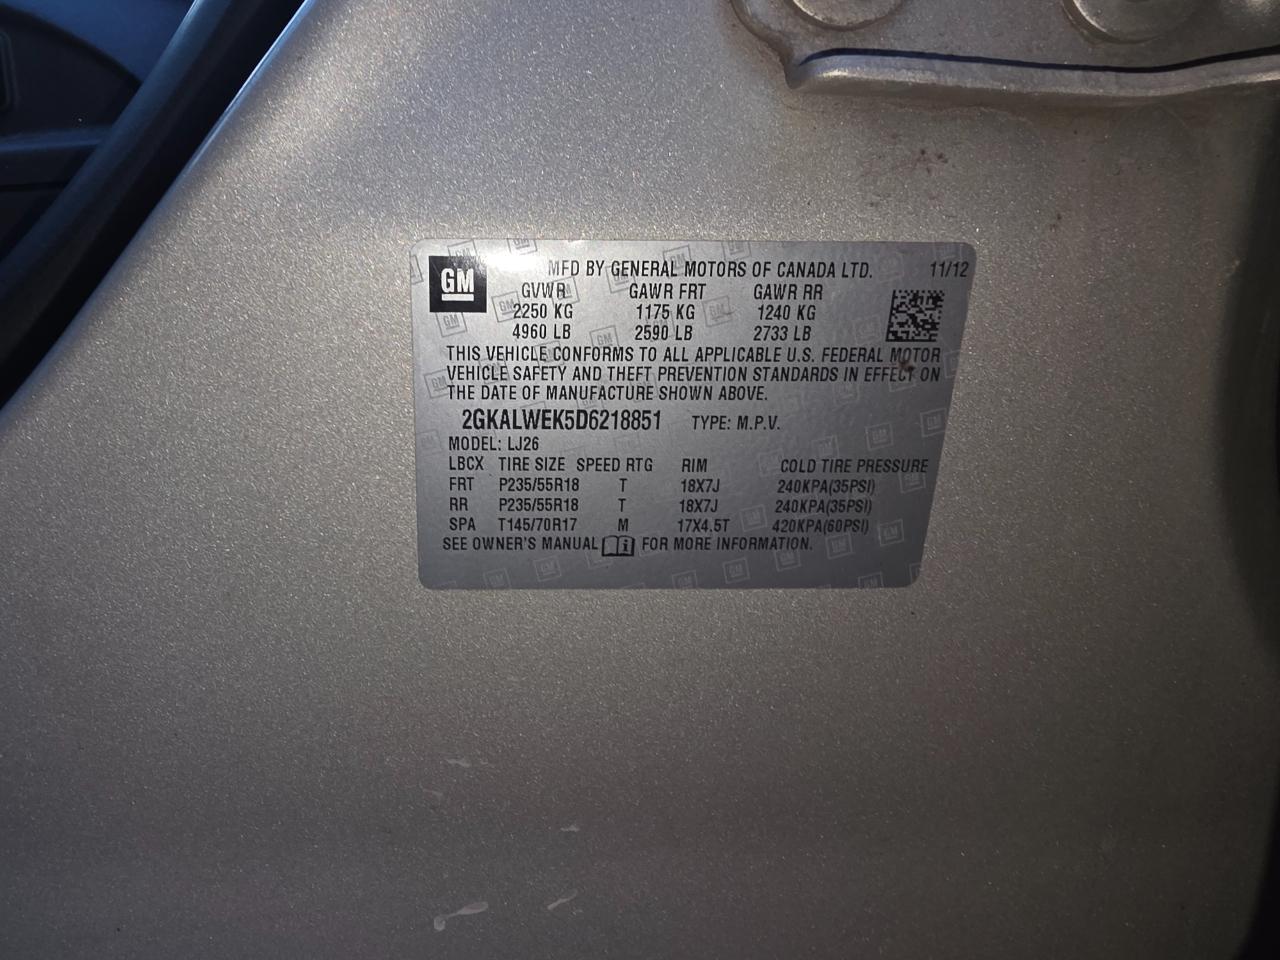 GM MFD BY GENERAL MOTORS OF CANADA LTD. 11/12
GVWR GAWR FRT GAWR RR
2250 KG 1175 KG 1240 KG
4960 LB 2590 LB 2733 LB
THIS VEHICLE CONFORMS TO ALL APPLICABLE U.S. FEDERAL MOTOR
VEHICLE SAFETY AND THEFT PREVENTION STANDARDS IN EFFECT ON
THE DATE OF MANUFACTURE SHOWN ABOVE.
2GKALWEK5D6218851 TYPE: M.P.V.
MODEL: LJ26
LBCX TIRE SIZE SPEED RTG RIM COLD TIRE PRESSURE
FRT P235/55R18 T 18X7J 240KPA(35PSI)
RR P235/55R18 T 18X7J 240KPA(35PSI)
SPA T145/70R17 M 17X4.5T 420KPA(60PSI)
SEE OWNER'S MANUAL FOR MORE INFORMATION.